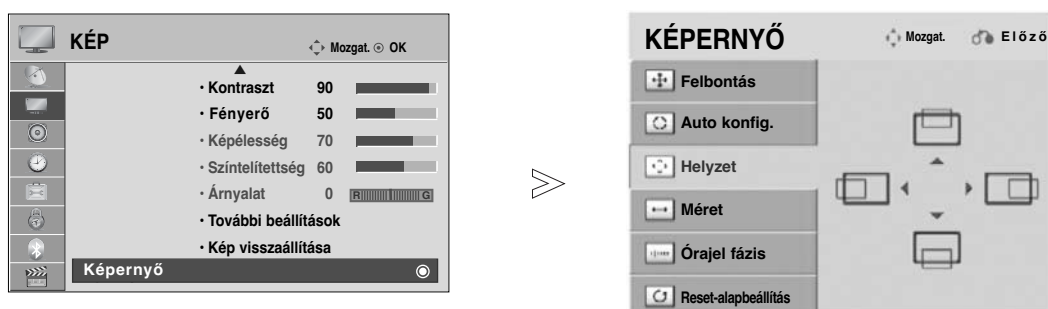 KÉP
Mozgat. OK
• Kontraszt 90
• Fényerő 50
• Képélesség 70
• Színtelítettség 60
• Árnyalat 0 R G
• További beállítások
• Kép visszaállítása
Képernyő
KÉPERNYŐ
Mozgat. Előző
Felbontás
Auto konfig.
Helyzet
Méret
Órajel fázis
Reset-alapbeállítás